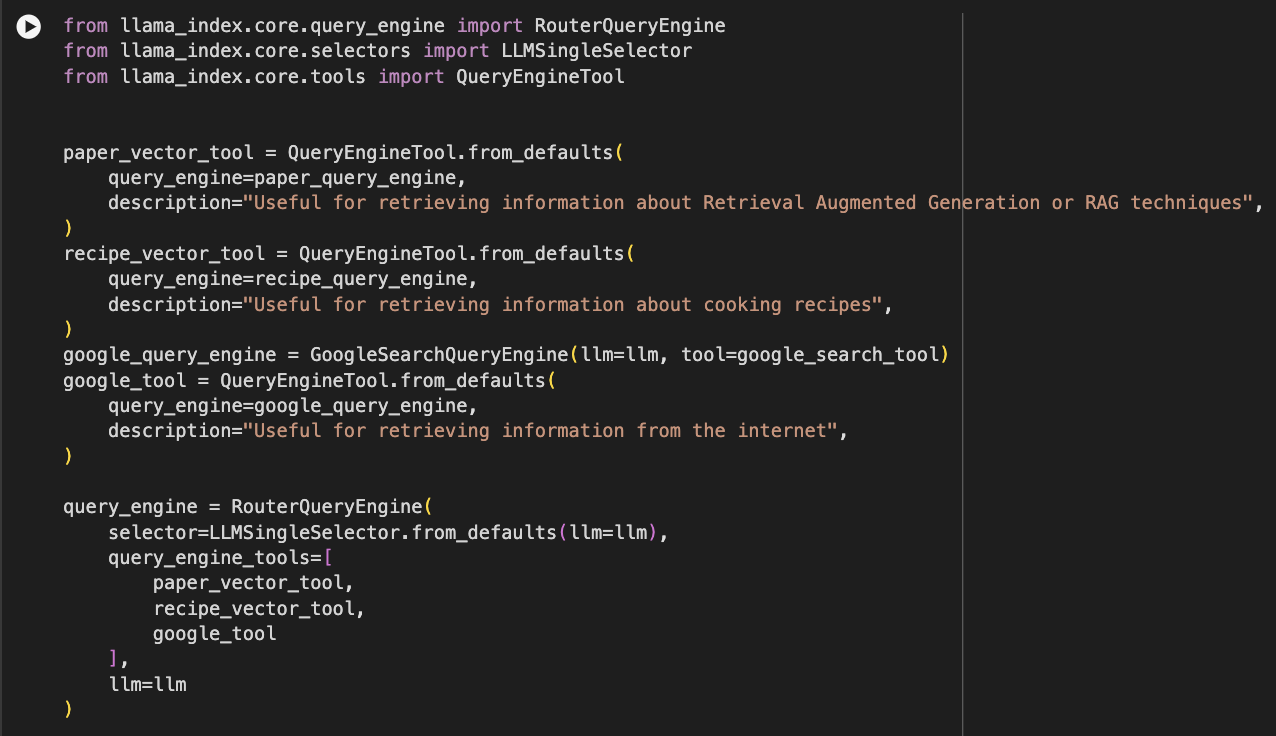 from llama_index.core.query_engine import RouterQueryEngine
from llama_index.core.selectors import LLMSingleSelector
from llama_index.core.tools import QueryEngineTool
paper_vector_tool = QueryEngineTool.from_defaults(
    query_engine=paper_query_engine,
    description="Useful for retrieving information about Retrieval Augmented Generation or RAG techniques",
)
recipe_vector_tool = QueryEngineTool.from_defaults(
    query_engine=recipe_query_engine,
    description="Useful for retrieving information about cooking recipes",
)
google_query_engine = GoogleSearchQueryEngine(llm=llm, tool=google_search_tool)
google_tool = QueryEngineTool.from_defaults(
    query_engine=google_query_engine,
    description="Useful for retrieving information from the internet",
)
query_engine = RouterQueryEngine(
    selector=LLMSingleSelector.from_defaults(llm=llm),
    query_engine_tools=[
        paper_vector_tool,
        recipe_vector_tool,
        google_tool
    ],
    llm=llm
)